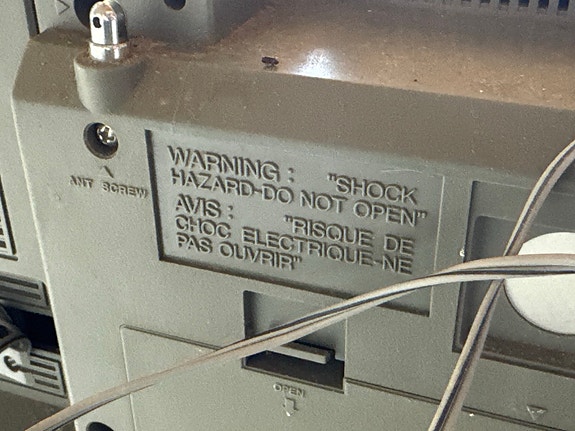 ANT SCREW
WARNING : "SHOCK
HAZARD-DO NOT OPEN"
AVIS : "RISQUE DE
CHOC ELECTRIQUE-NE
PAS OUVRIR"
OPEN